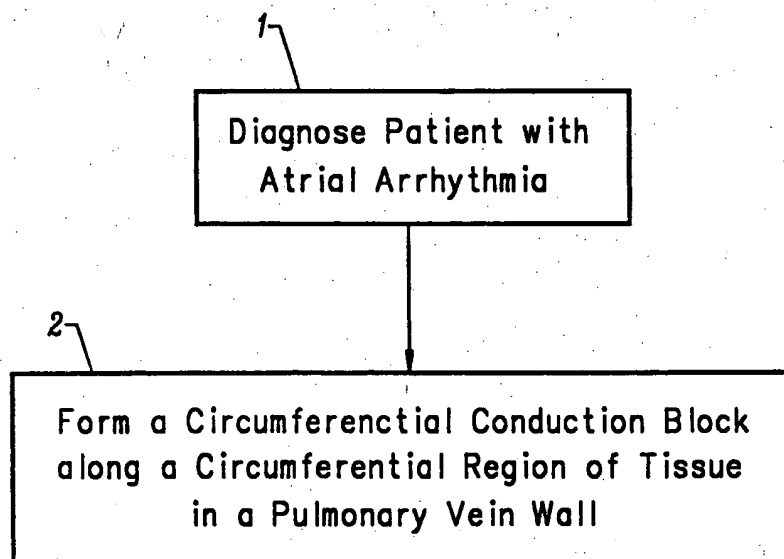 1
Diagnose Patient with
Atrial Arrhythmia
2
Form a Circumferenctial Conduction Block
along a Circumferential Region of Tissue
in a Pulmonary Vein Wall